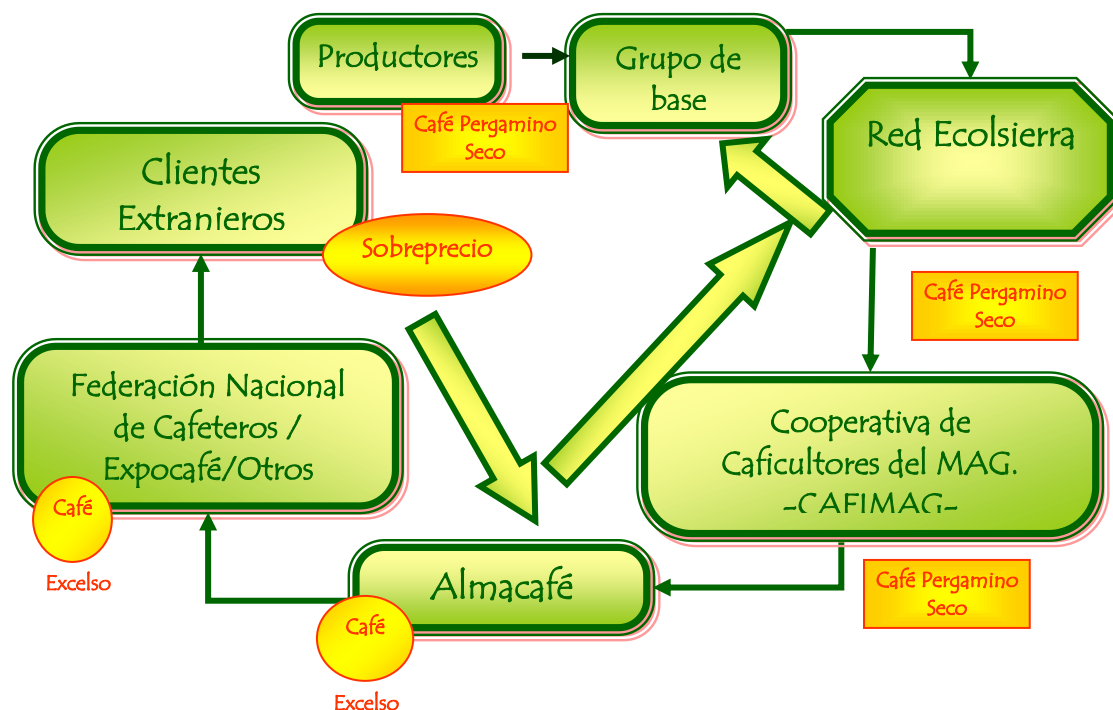 Productores
Grupo de
base
Café Pergamino
Seco
Red Ecolsierra
Clientes
Extranieros
Sobreprecio
Café Pergamino
Seco
Federación Nacional
de Cafeteros /
Expocafé/Otros
Café
Excelso
Cooperativa de
Caficultores del MAG.
-CAFIMAG-
Almacafé
Café
Excelso
Café Pergamino
Seco